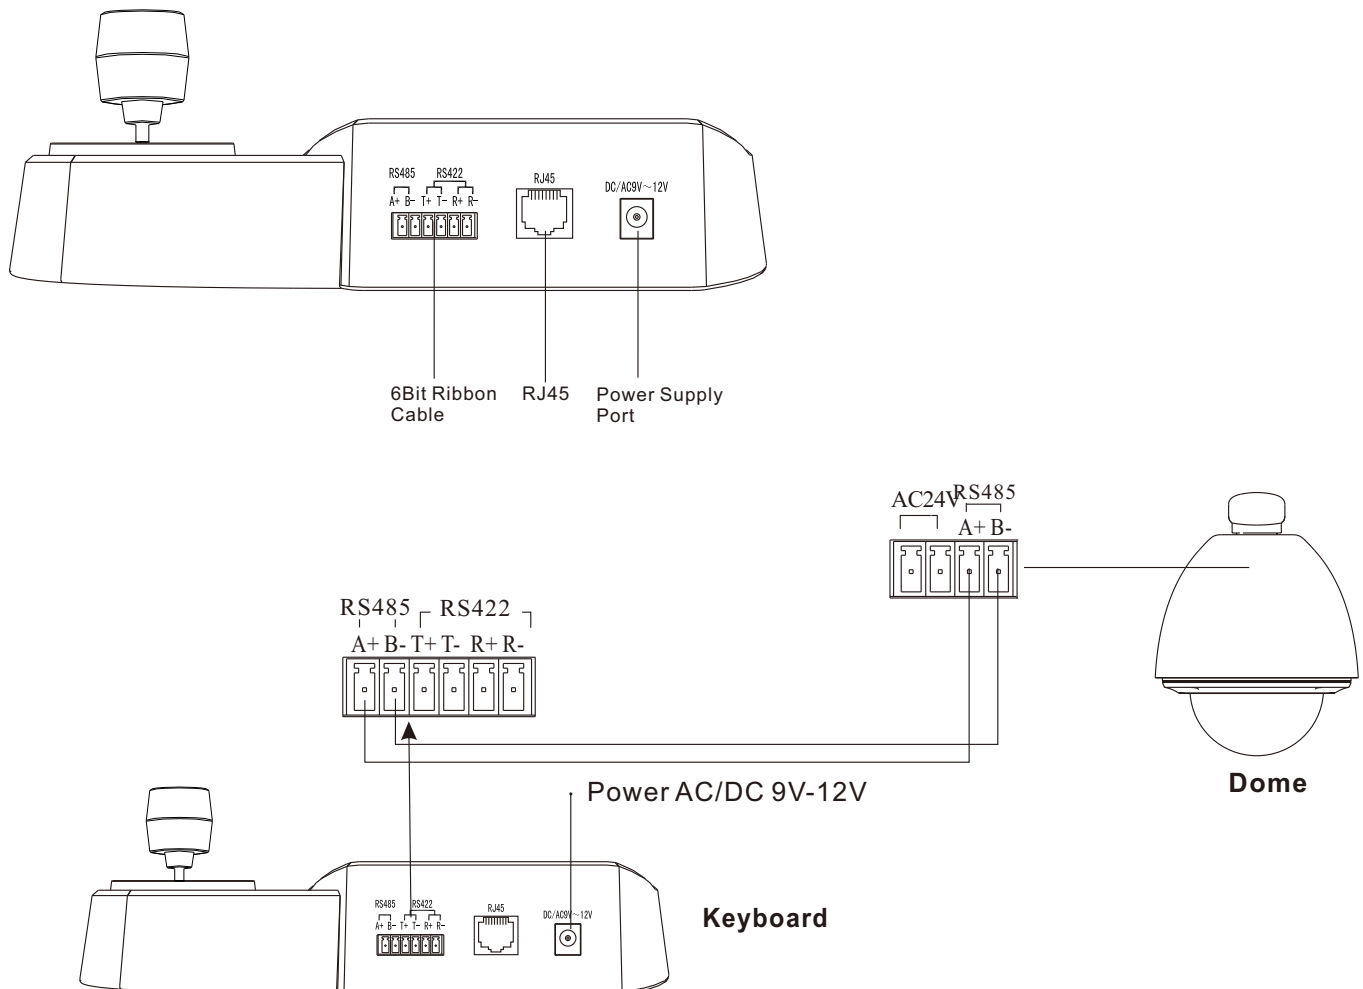 RS485 RS422
A+ B- T+ T- R+ R-
RJ45
DC/AC9V~12V
6Bit Ribbon
Cable
RJ45
Power Supply
Port
AC24V RS485
A+ B-
RS485 RS422
A+ B- T+ T- R+ R-
Dome
Power AC/DC 9V-12V
RS485 RS422
A+ B- T+ T- R+ R-
RJ45
DC/AC9V~12V
Keyboard